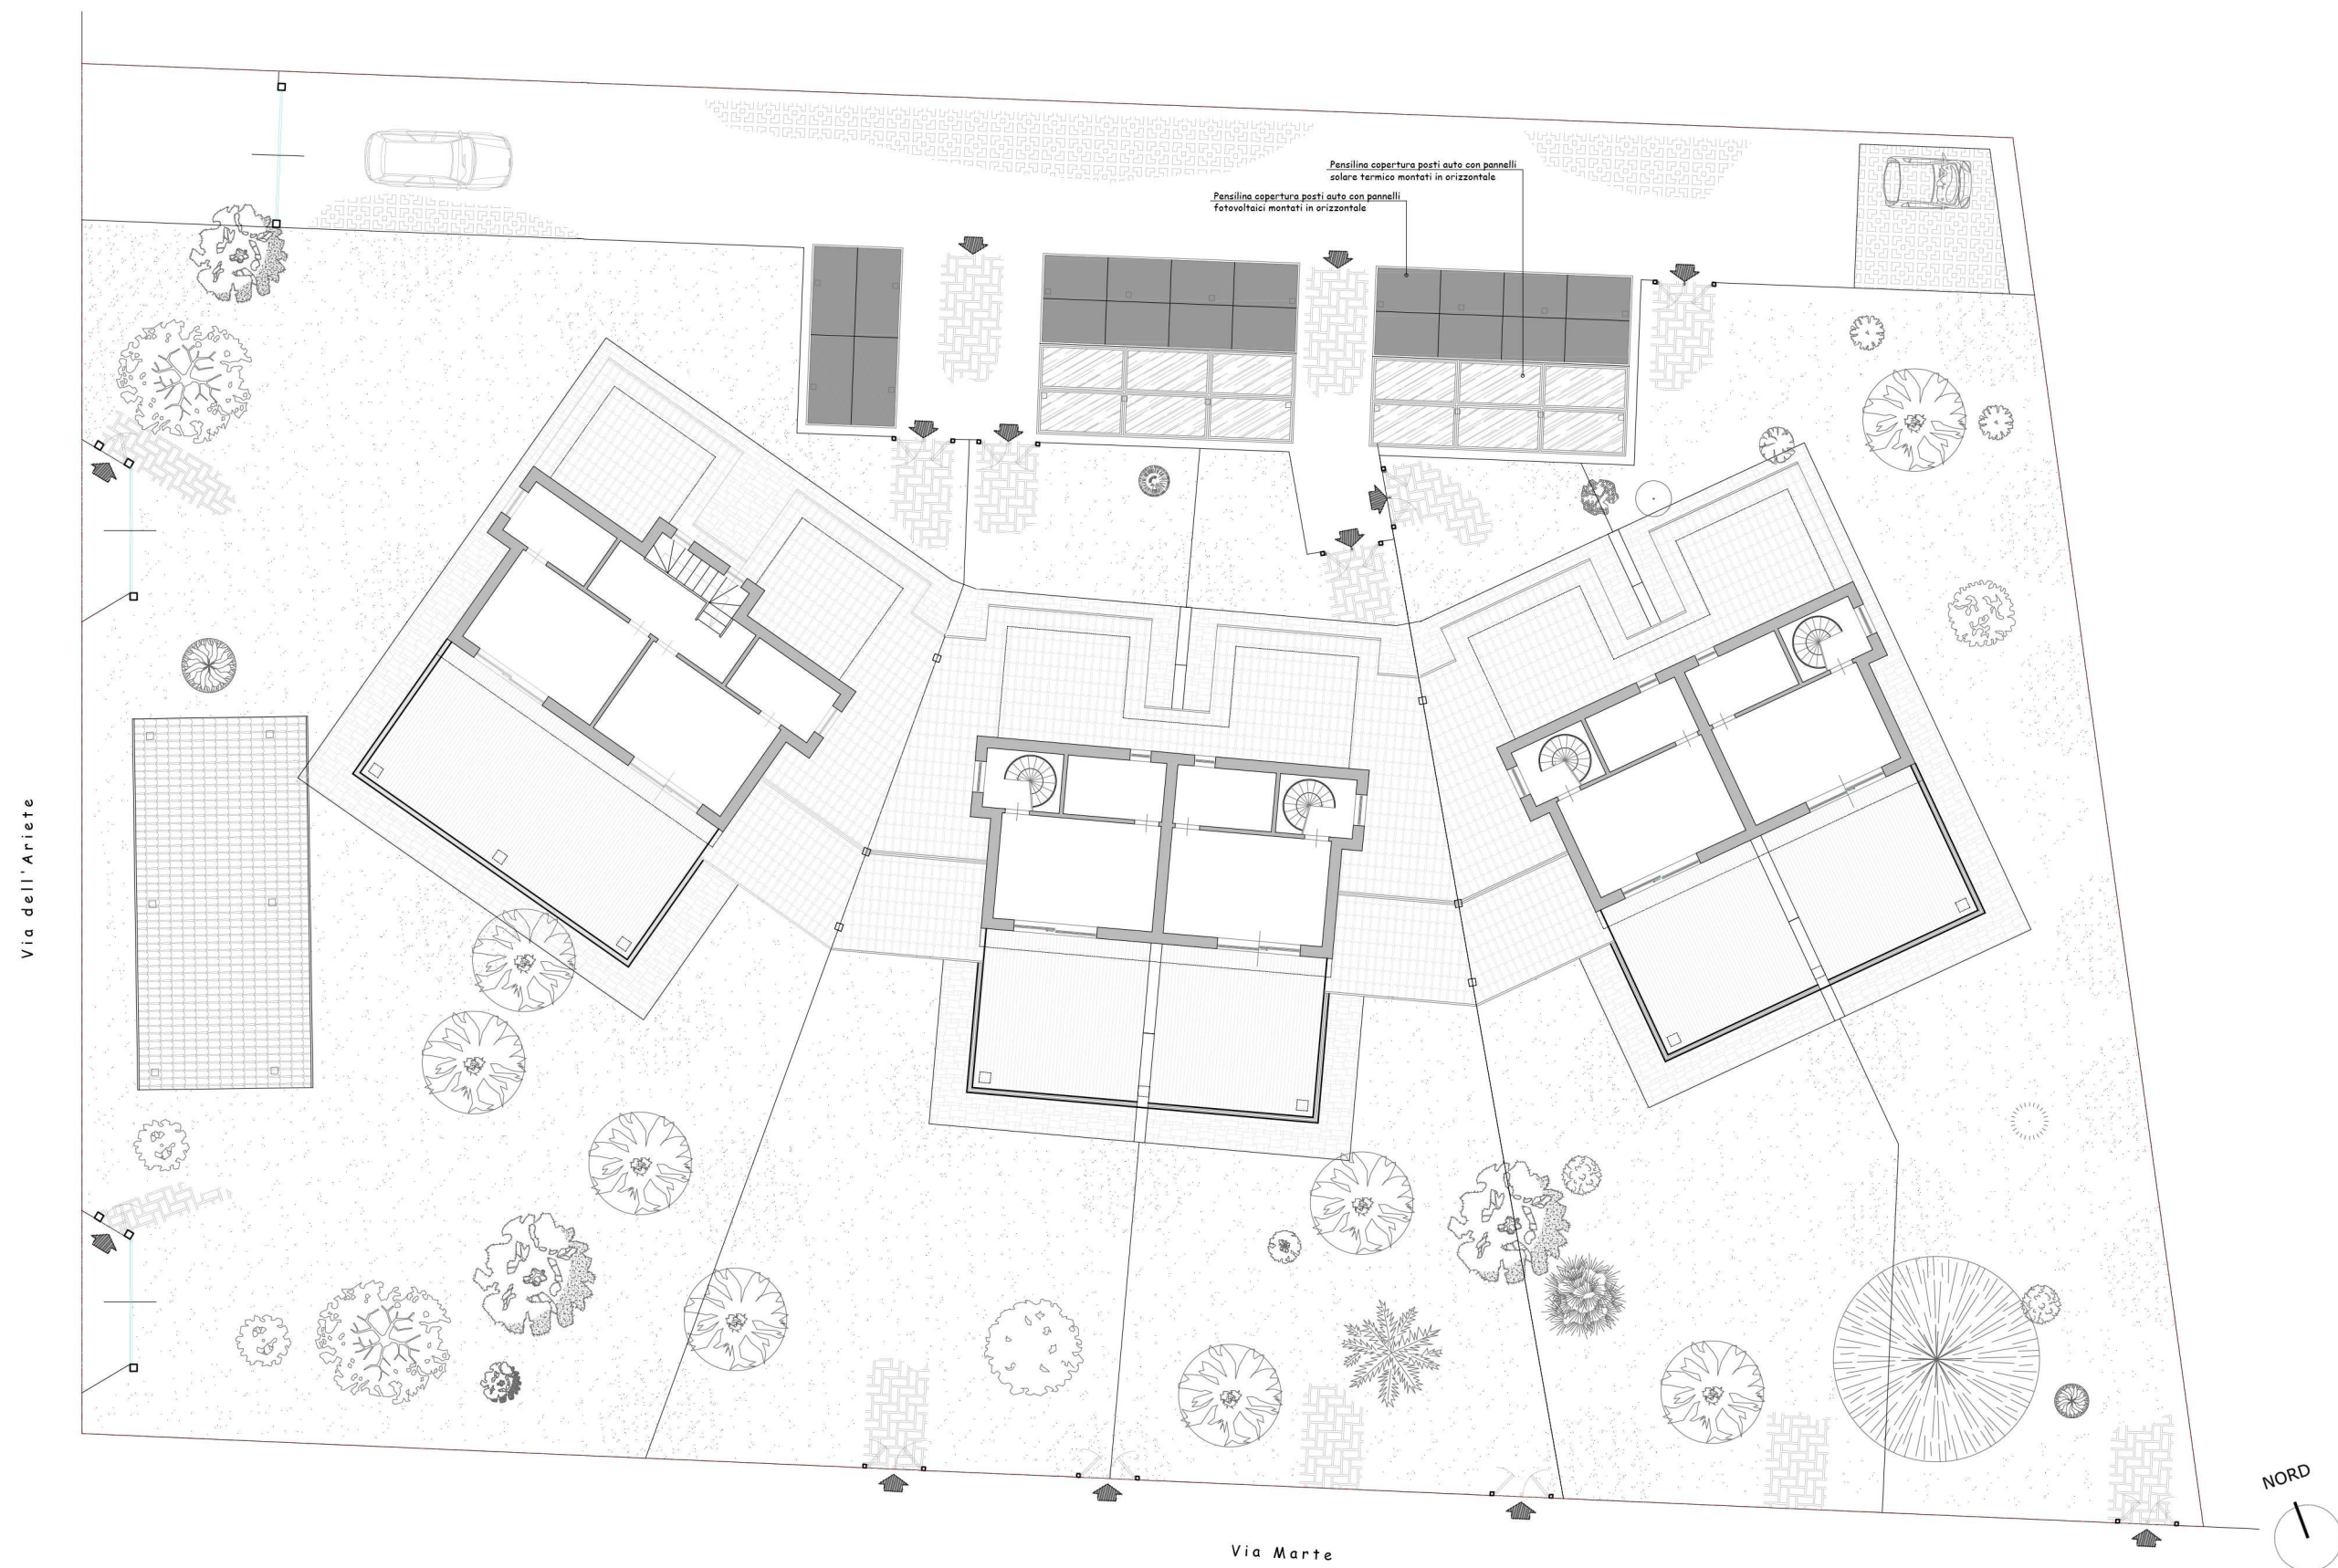 Pensilina copertura posti auto con pannelli
solare termico montati in orizzontale
Pensilina copertura posti auto con pannelli
fotovoltaici montati in orizzontale
Via dell'Ariete
NORD
Via Marte